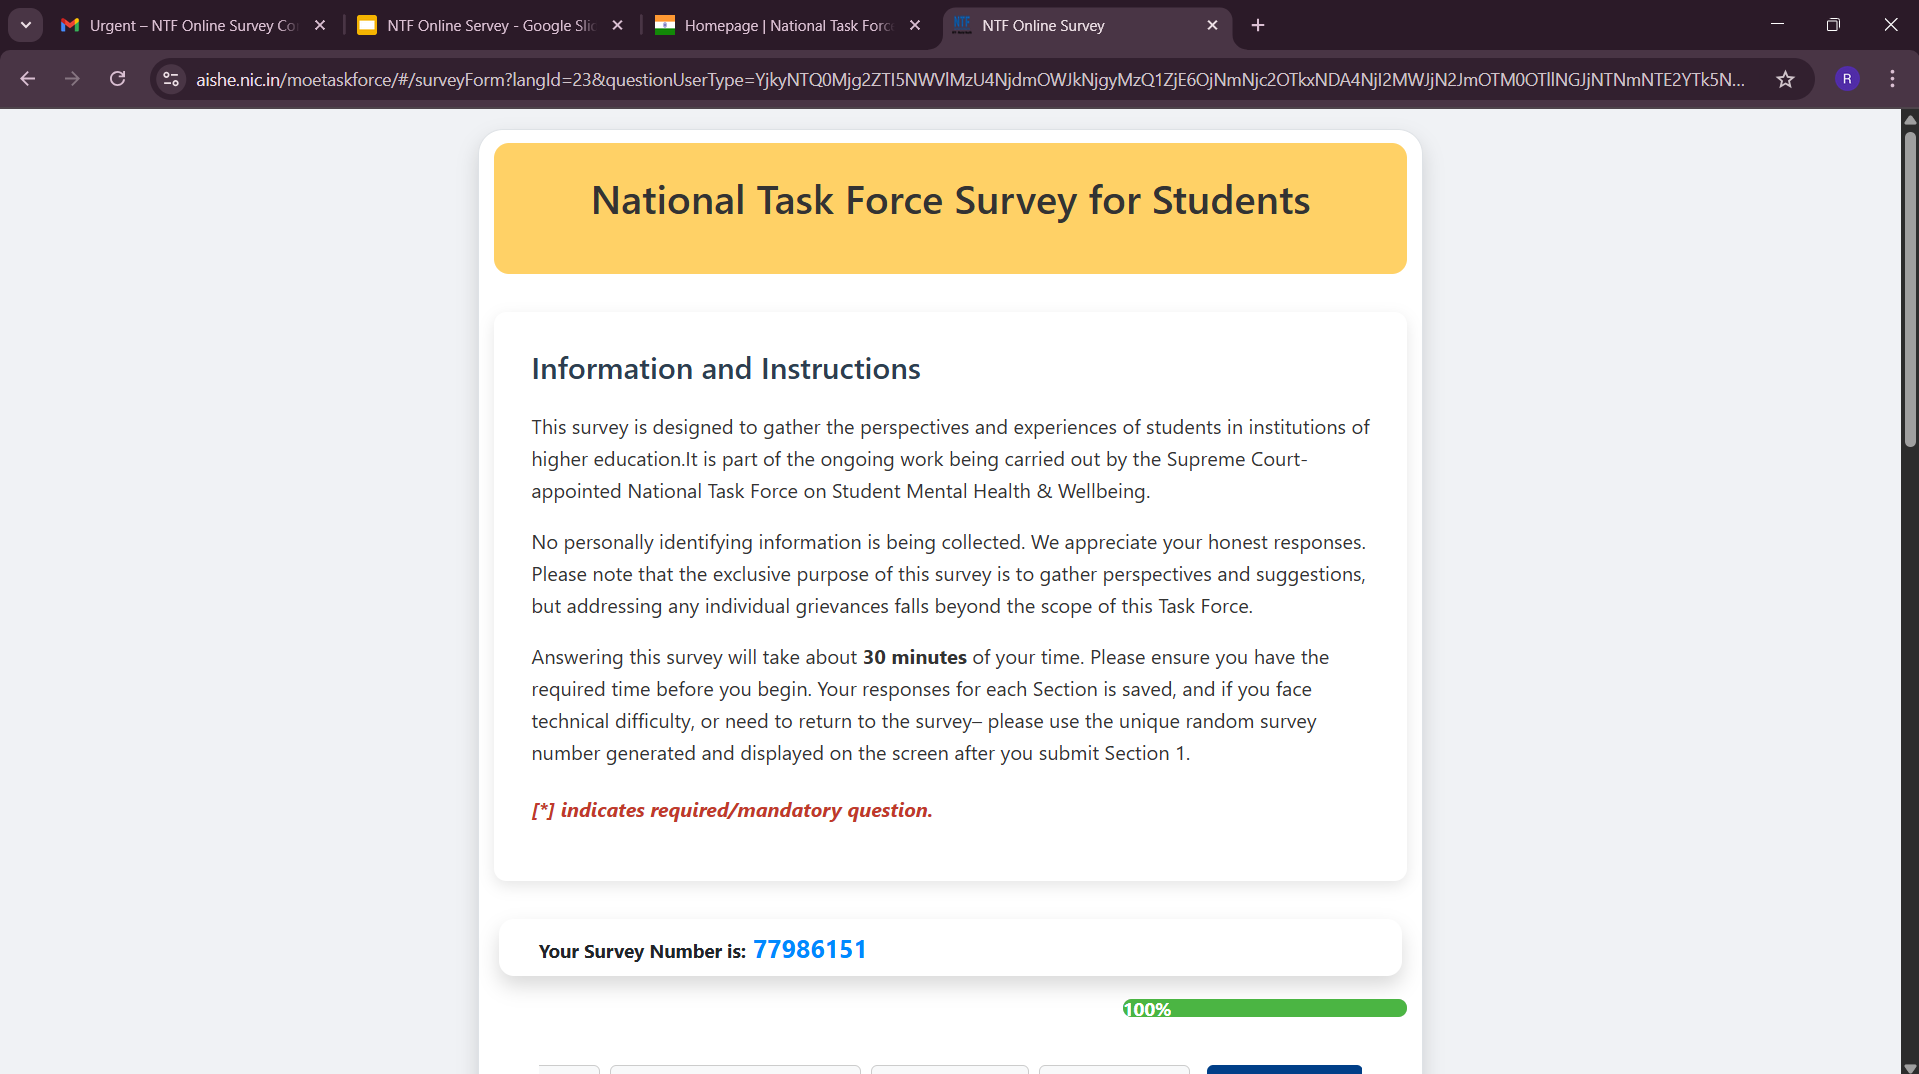 Urgent – NTF Online Survey Co
NTF Online Servey - Google Slic
Homepage | National Task Forc
NTF Online Survey
aishe.nic.in/moetaskforce/#/surveyForm?langId=23&questionUserType=YjkyNTQ0Mjg2ZTI5NWVlMzU4NjdmOWJkNjgyMzQ1ZjE6OjNmNjc2OTkxNDA4NjI2MWJjN2JmOTM0OTllNGJjNTNmNTE2YTk5N...
R
National Task Force Survey for Students
Information and Instructions
This survey is designed to gather the perspectives and experiences of students in institutions of
higher education.It is part of the ongoing work being carried out by the Supreme Court-
appointed National Task Force on Student Mental Health & Wellbeing.
No personally identifying information is being collected. We appreciate your honest responses.
Please note that the exclusive purpose of this survey is to gather perspectives and suggestions,
but addressing any individual grievances falls beyond the scope of this Task Force.
Answering this survey will take about 30 minutes of your time. Please ensure you have the
required time before you begin. Your responses for each Section is saved, and if you face
technical difficulty, or need to return to the survey– please use the unique random survey
number generated and displayed on the screen after you submit Section 1.
[*] indicates required/mandatory question.
Your Survey Number is: 77986151
100%